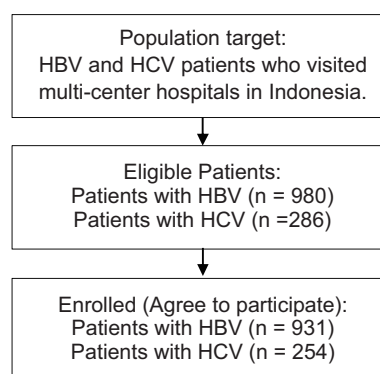 Population target:
HBV and HCV patients who visited
multi-center hospitals in Indonesia.
Eligible Patients:
Patients with HBV (n = 980)
Patients with HCV (n =286)
Enrolled (Agree to participate):
Patients with HBV (n = 931)
Patients with HCV (n = 254)